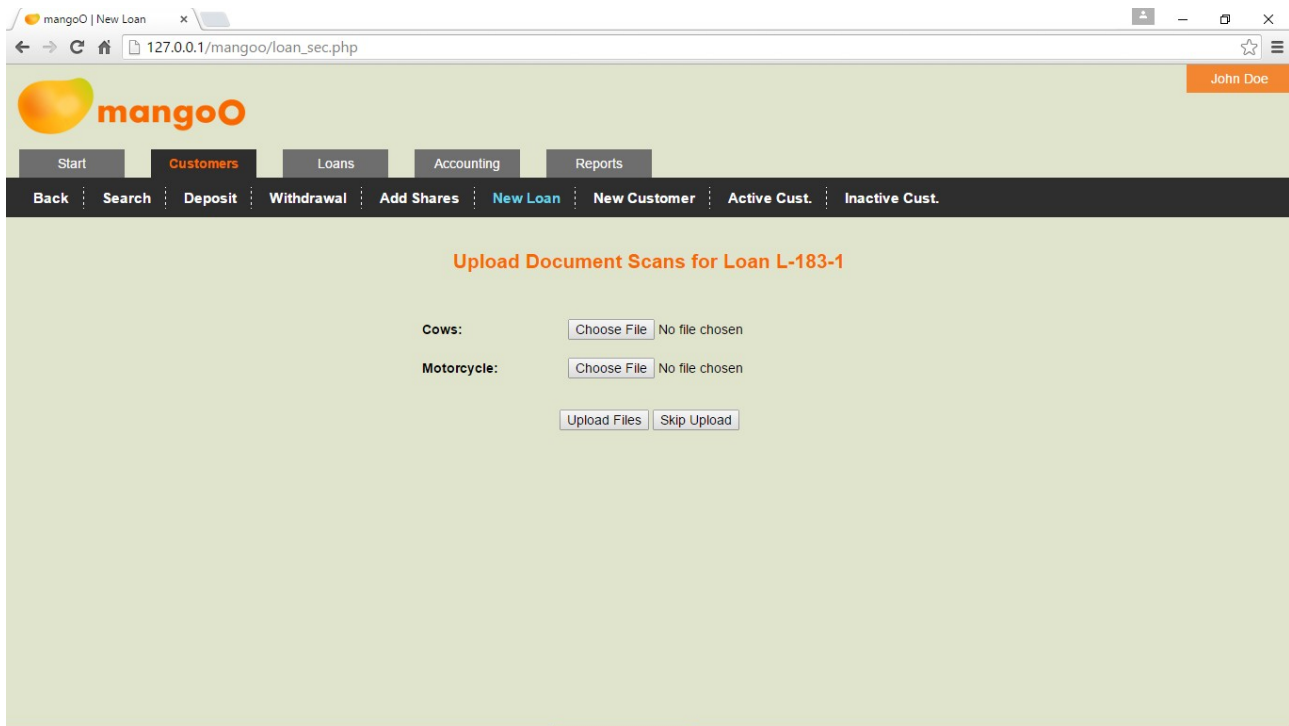 mangoO | New Loan
127.0.0.1/mangoo/loan_sec.php
John Doe
mangoO
Start Customers Loans Accounting Reports
Back Search Deposit Withdrawal Add Shares New Loan New Customer Active Cust. Inactive Cust.
Upload Document Scans for Loan L-183-1
Cows: Choose File No file chosen
Motorcycle: Choose File No file chosen
Upload Files Skip Upload